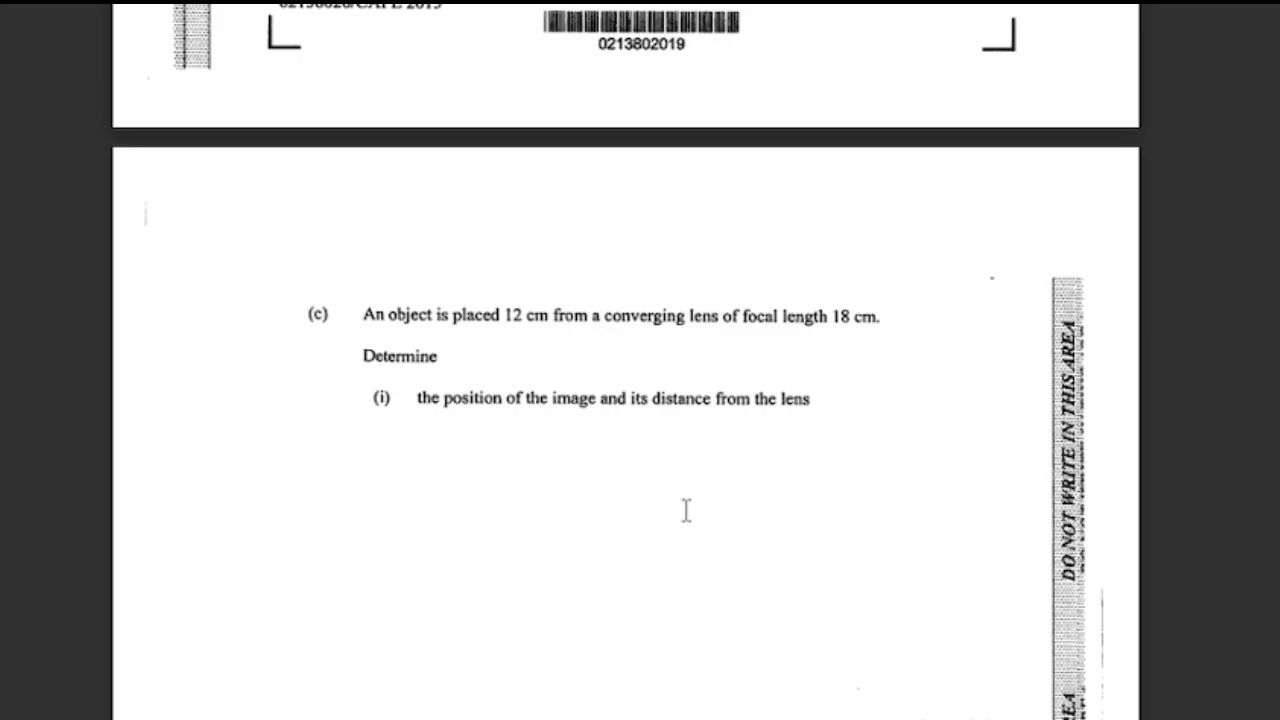 0213802019
(c) An object is placed 12 cm from a converging lens of focal length 18 cm.
Determine
(i) the position of the image and its distance from the lens
DO NOT WRITE IN THIS AREA